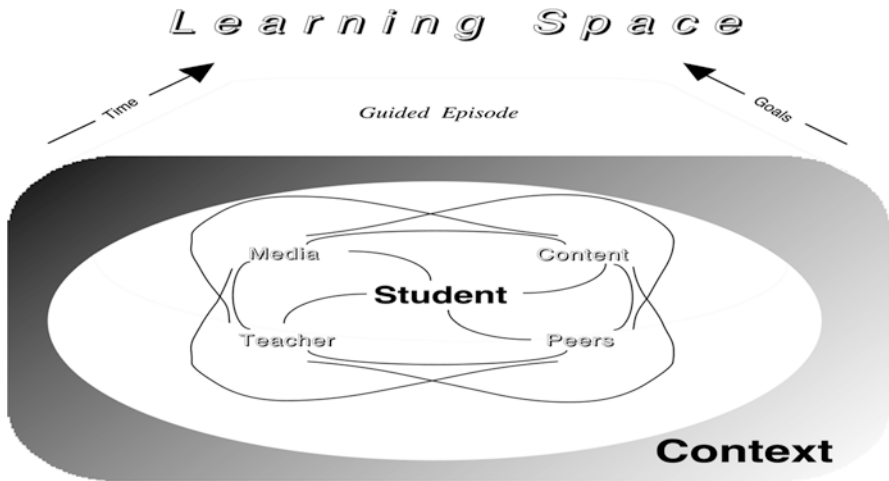 Learning Space
Time
Goals
Guided Episode
Media
Content
Student
Teacher
Peers
Context